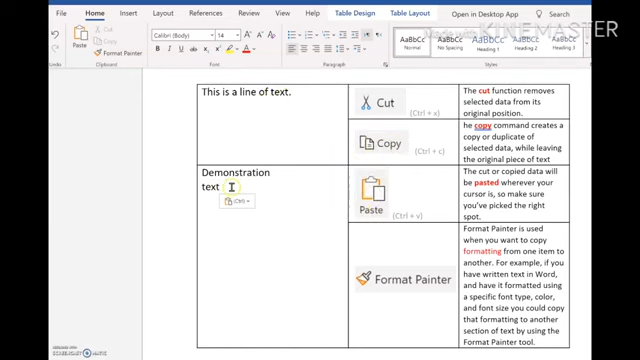 File
Home
Insert
Layout
References
Review
View
Help
Table Design
Table Layout
Open in Desktop App
KINEMASTER
Paste
Cut
Copy
Format Painter
Calibri (Body)
14
AaBbCc
Normal
AaBbCc
No Spacing
AaBbCc
Heading 1
AaBbCc
Heading 2
AaBbCc
Heading 3
This is a line of text.
Cut
(Ctrl + x)
The cut function removes
selected data from its
original position.
Copy
(Ctrl + c)
he copy command creates a
copy or duplicate of
selected data, while leaving
the original piece of text
Demonstration
text
(Ctrl)
Paste
(Ctrl + v)
The cut or copied data will
be pasted wherever your
cursor is, so make sure
you've picked the right
spot.
Format Painter
Format Painter is used
when you want to copy
formatting from one item to
another. For example, if you
have written text in Word,
and have it formatted using
a specific font type, color,
and font size you could copy
that formatting to another
section of text by using the
Format Painter tool.
SCREENCAST